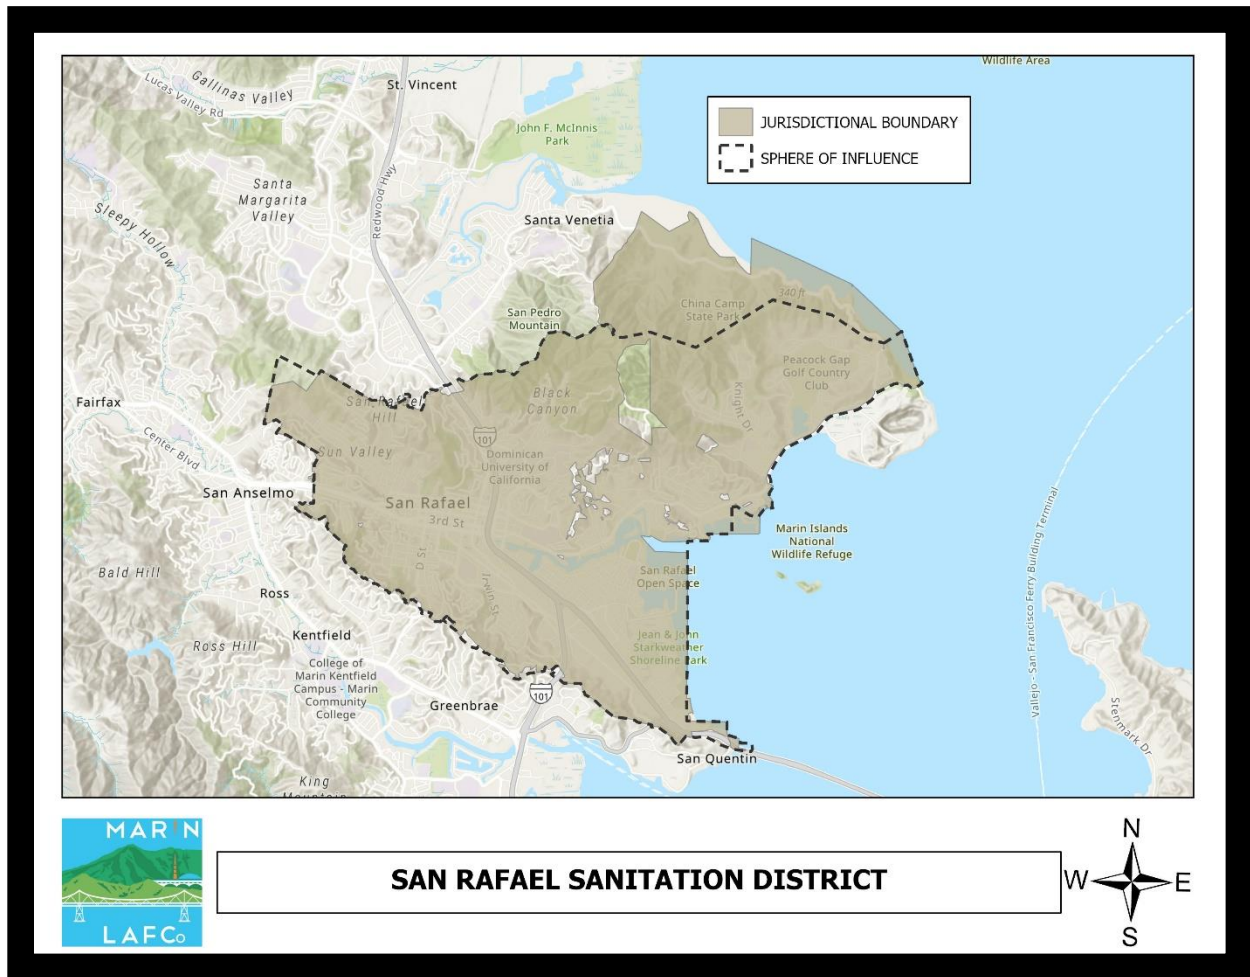 Wildlife Area
Gallinas Valley
Lucas Valley Rd
St. Vincent
John F. McInnis
Park
JURISDICTIONAL BOUNDARY
SPHERE OF INFLUENCE
Santa
Margarita
Valley
Redwood Hwy
Sleepy Hollow
Santa Venetia
340 ft
China Camp
State Park
San Pedro
Mountain
Peacock Gap
Golf Country
Club
Black
Canyon
Knight Dr
San Rafael
Hill
Fairfax
Center Blvd
Sun Valley
101
Dominican
University of
California
San Anselmo
San Rafael
3rd St
D St
Irwin St
Marin Islands
National
Wildlife Refuge
San Rafael
Open Space
Bald Hill
Ross
Ross Hill
Kentfield
College of
Marin Kentfield
Campus - Marin
Community
College
Jean & John
Starkweather
Shoreline Park
101
Greenbrae
San Quentin
King
Mountain
Vallejo - San Francisco Ferry Building Terminal
Stenmark Dr
MARIN
LAFCo
SAN RAFAEL SANITATION DISTRICT
N
W
E
S